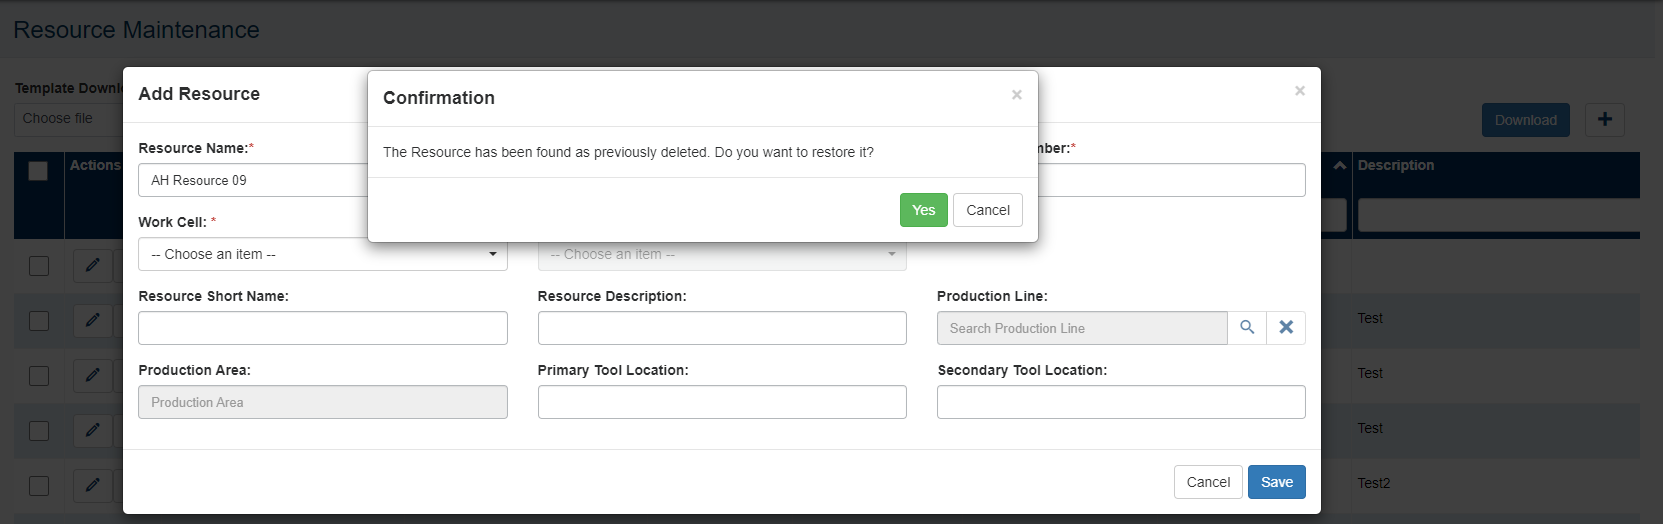 Resource Maintenance
Template Downl
Choose file
Download
Actions
Description
Add Resource
×
Confirmation
×
The Resource has been found as previously deleted. Do you want to restore it?
Yes
Cancel
Resource Name:*
mber:*
AH Resource 09
Work Cell: *
-- Choose an item --
-- Choose an item --
Resource Short Name:
Resource Description:
Production Line:
Search Production Line
Production Area:
Primary Tool Location:
Secondary Tool Location:
Production Area
Cancel
Save
Test
Test
Test
Test2